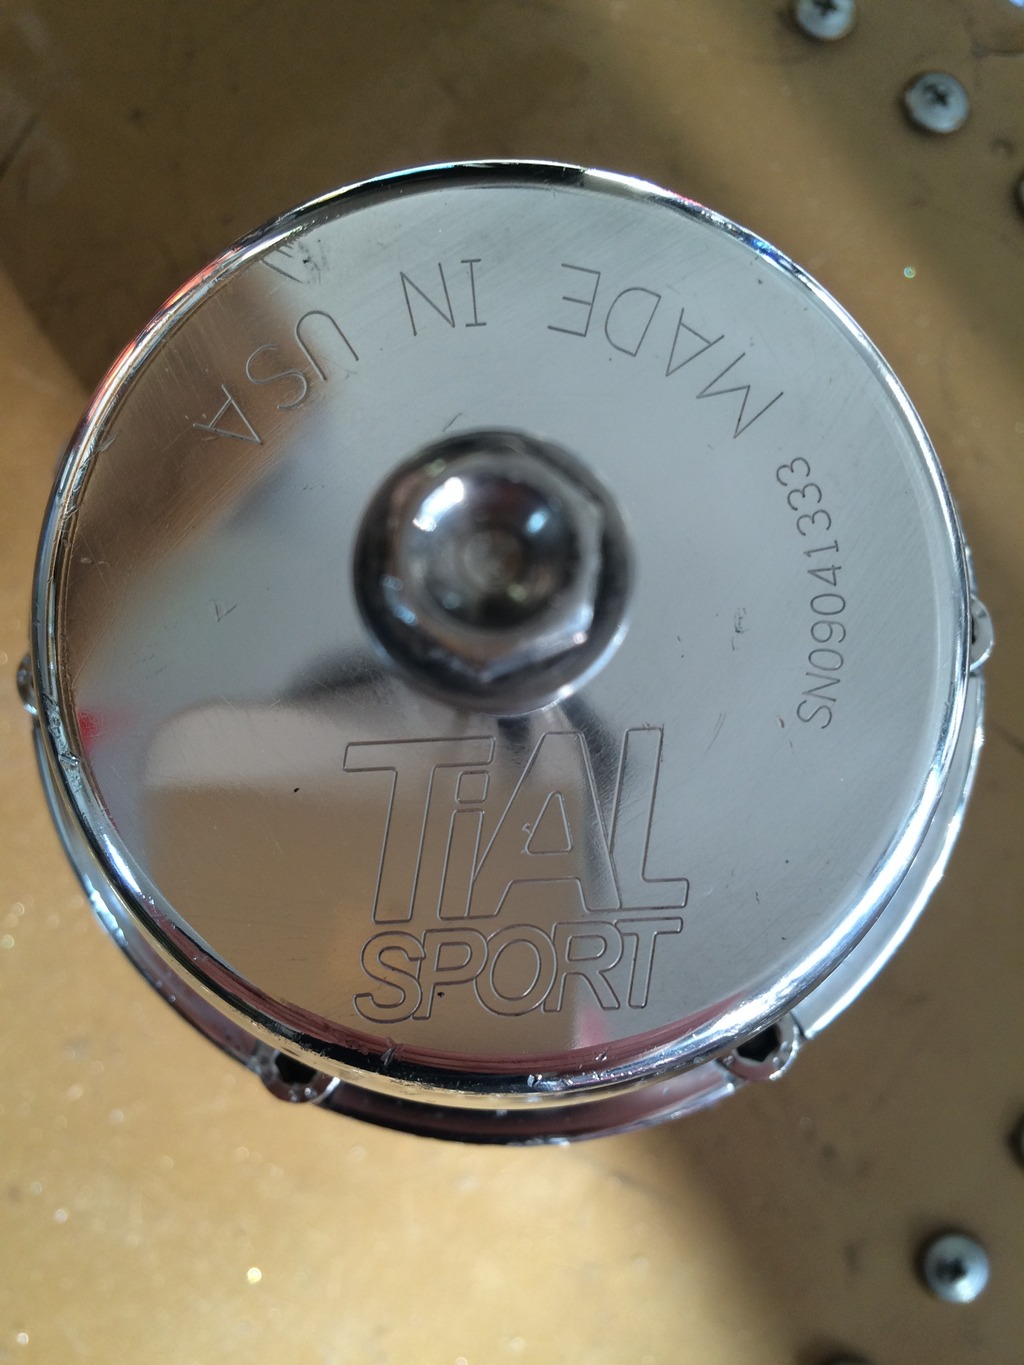 MADE IN USA
SN09041333
TiAL
SPORT